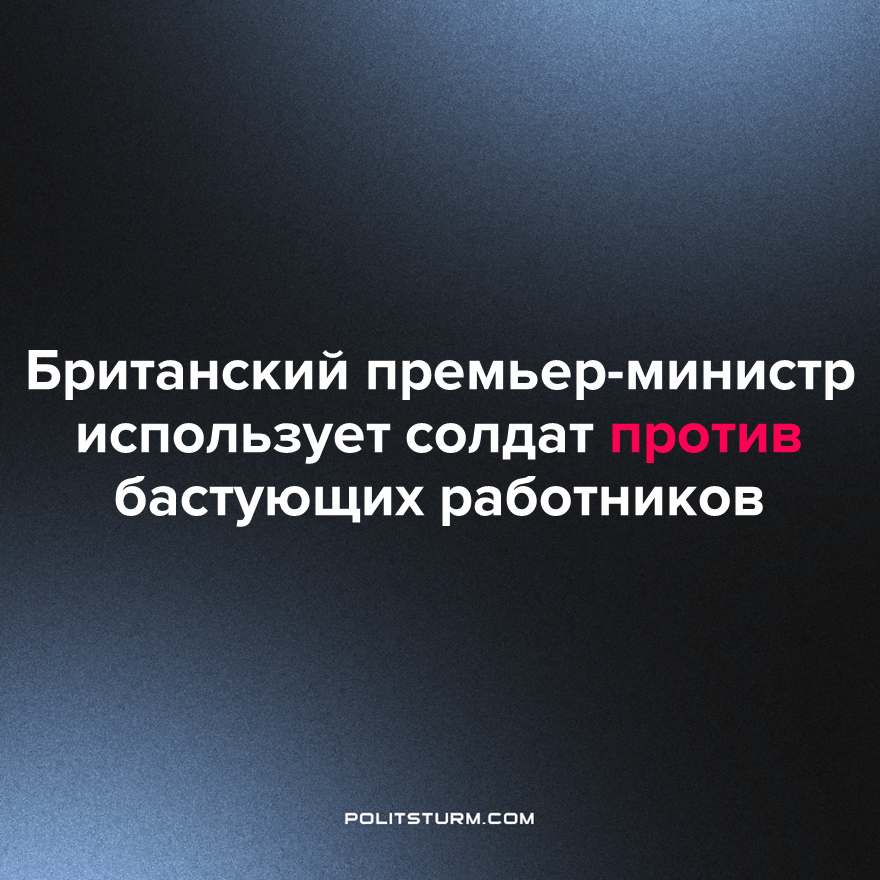 Британский премьер-министр
использует солдат против
бастующих работников
POLITSTURM.COM